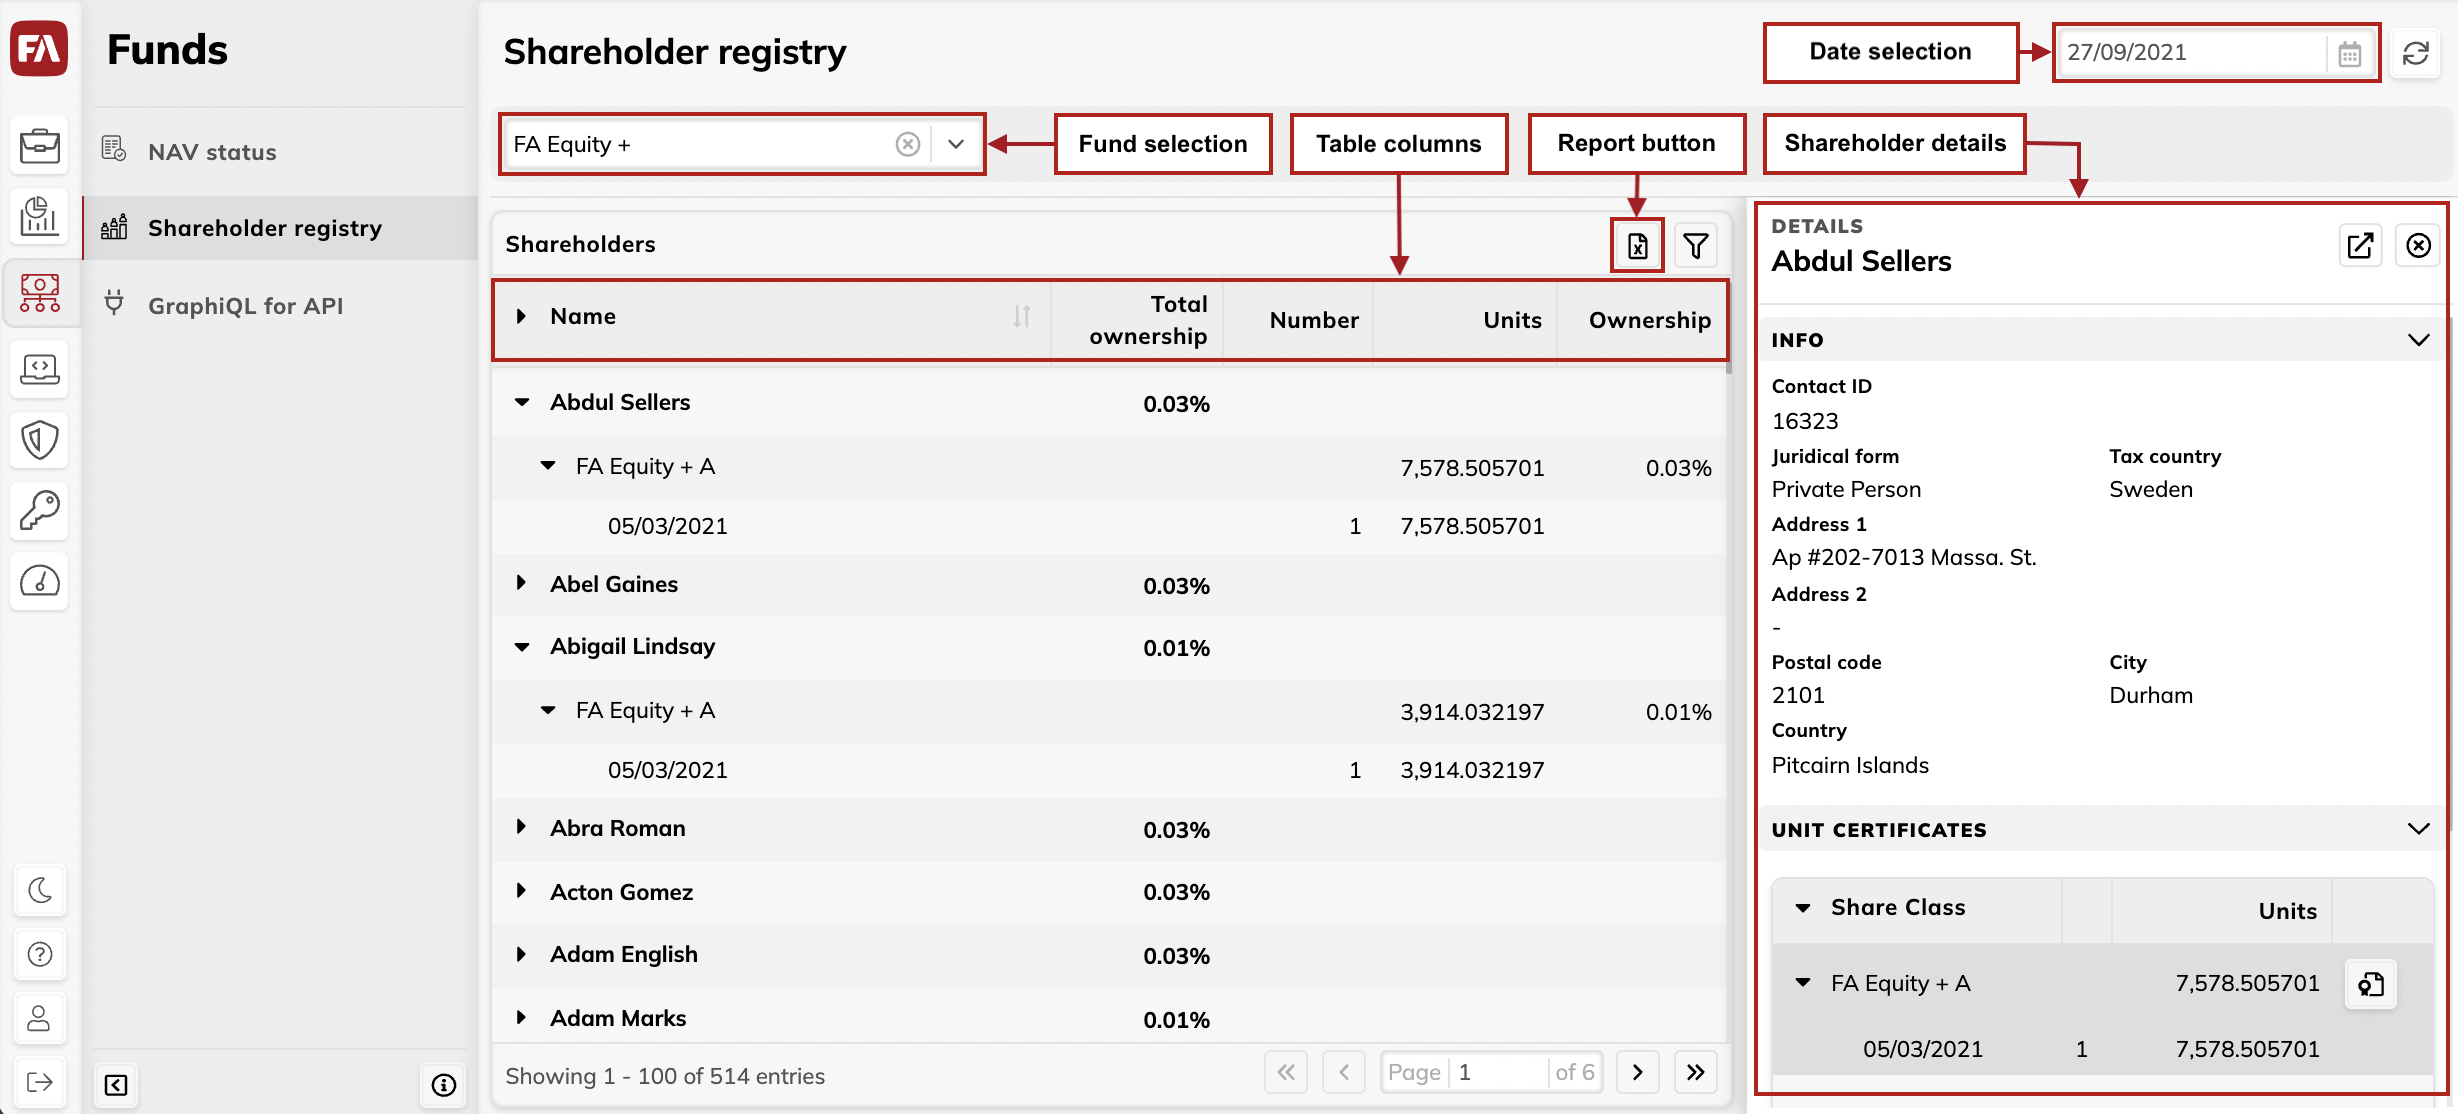 FA
Funds
NAV status
Shareholder registry
GraphiQL for API
Shareholder registry
Date selection
27/09/2021
FA Equity +
Fund selection
Table columns
Report button
Shareholder details
Shareholders
Name
Total ownership
Number
Units
Ownership
Abdul Sellers 0.03%
FA Equity + A 7,578.505701 0.03%
05/03/2021 1 7,578.505701
Abel Gaines 0.03%
Abigail Lindsay 0.01%
FA Equity + A 3,914.032197 0.01%
05/03/2021 1 3,914.032197
Abra Roman 0.03%
Acton Gomez 0.03%
Adam English 0.03%
Adam Marks 0.01%
Showing 1 - 100 of 514 entries
Page 1 of 6
DETAILS
Abdul Sellers
INFO
Contact ID
16323
Juridical form Tax country
Private Person Sweden
Address 1
Ap #202-7013 Massa. St.
Address 2
-
Postal code City
2101 Durham
Country
Pitcairn Islands
UNIT CERTIFICATES
Share Class Units
FA Equity + A 7,578.505701
05/03/2021 1 7,578.505701